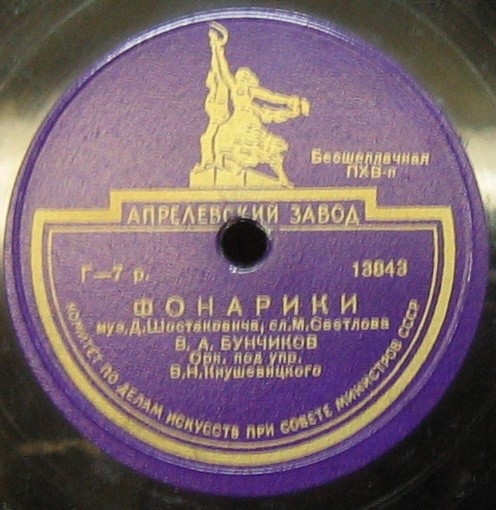 Бесшеллачная
ПХВ-п
АПРЕЛЕВСКИЙ ЗАВОД
Г—7 р.
13843
ФОНАРИКИ
муз. Д. Шостаковича, сл. М. Светлова
В. А. БУНЧИКОВ
Орк. под упр.
В. Н. Кнушевицкого
КОМИТЕТ ПО ДЕЛАМ ИСКУССТВ ПРИ СОВЕТЕ МИНИСТРОВ СССР